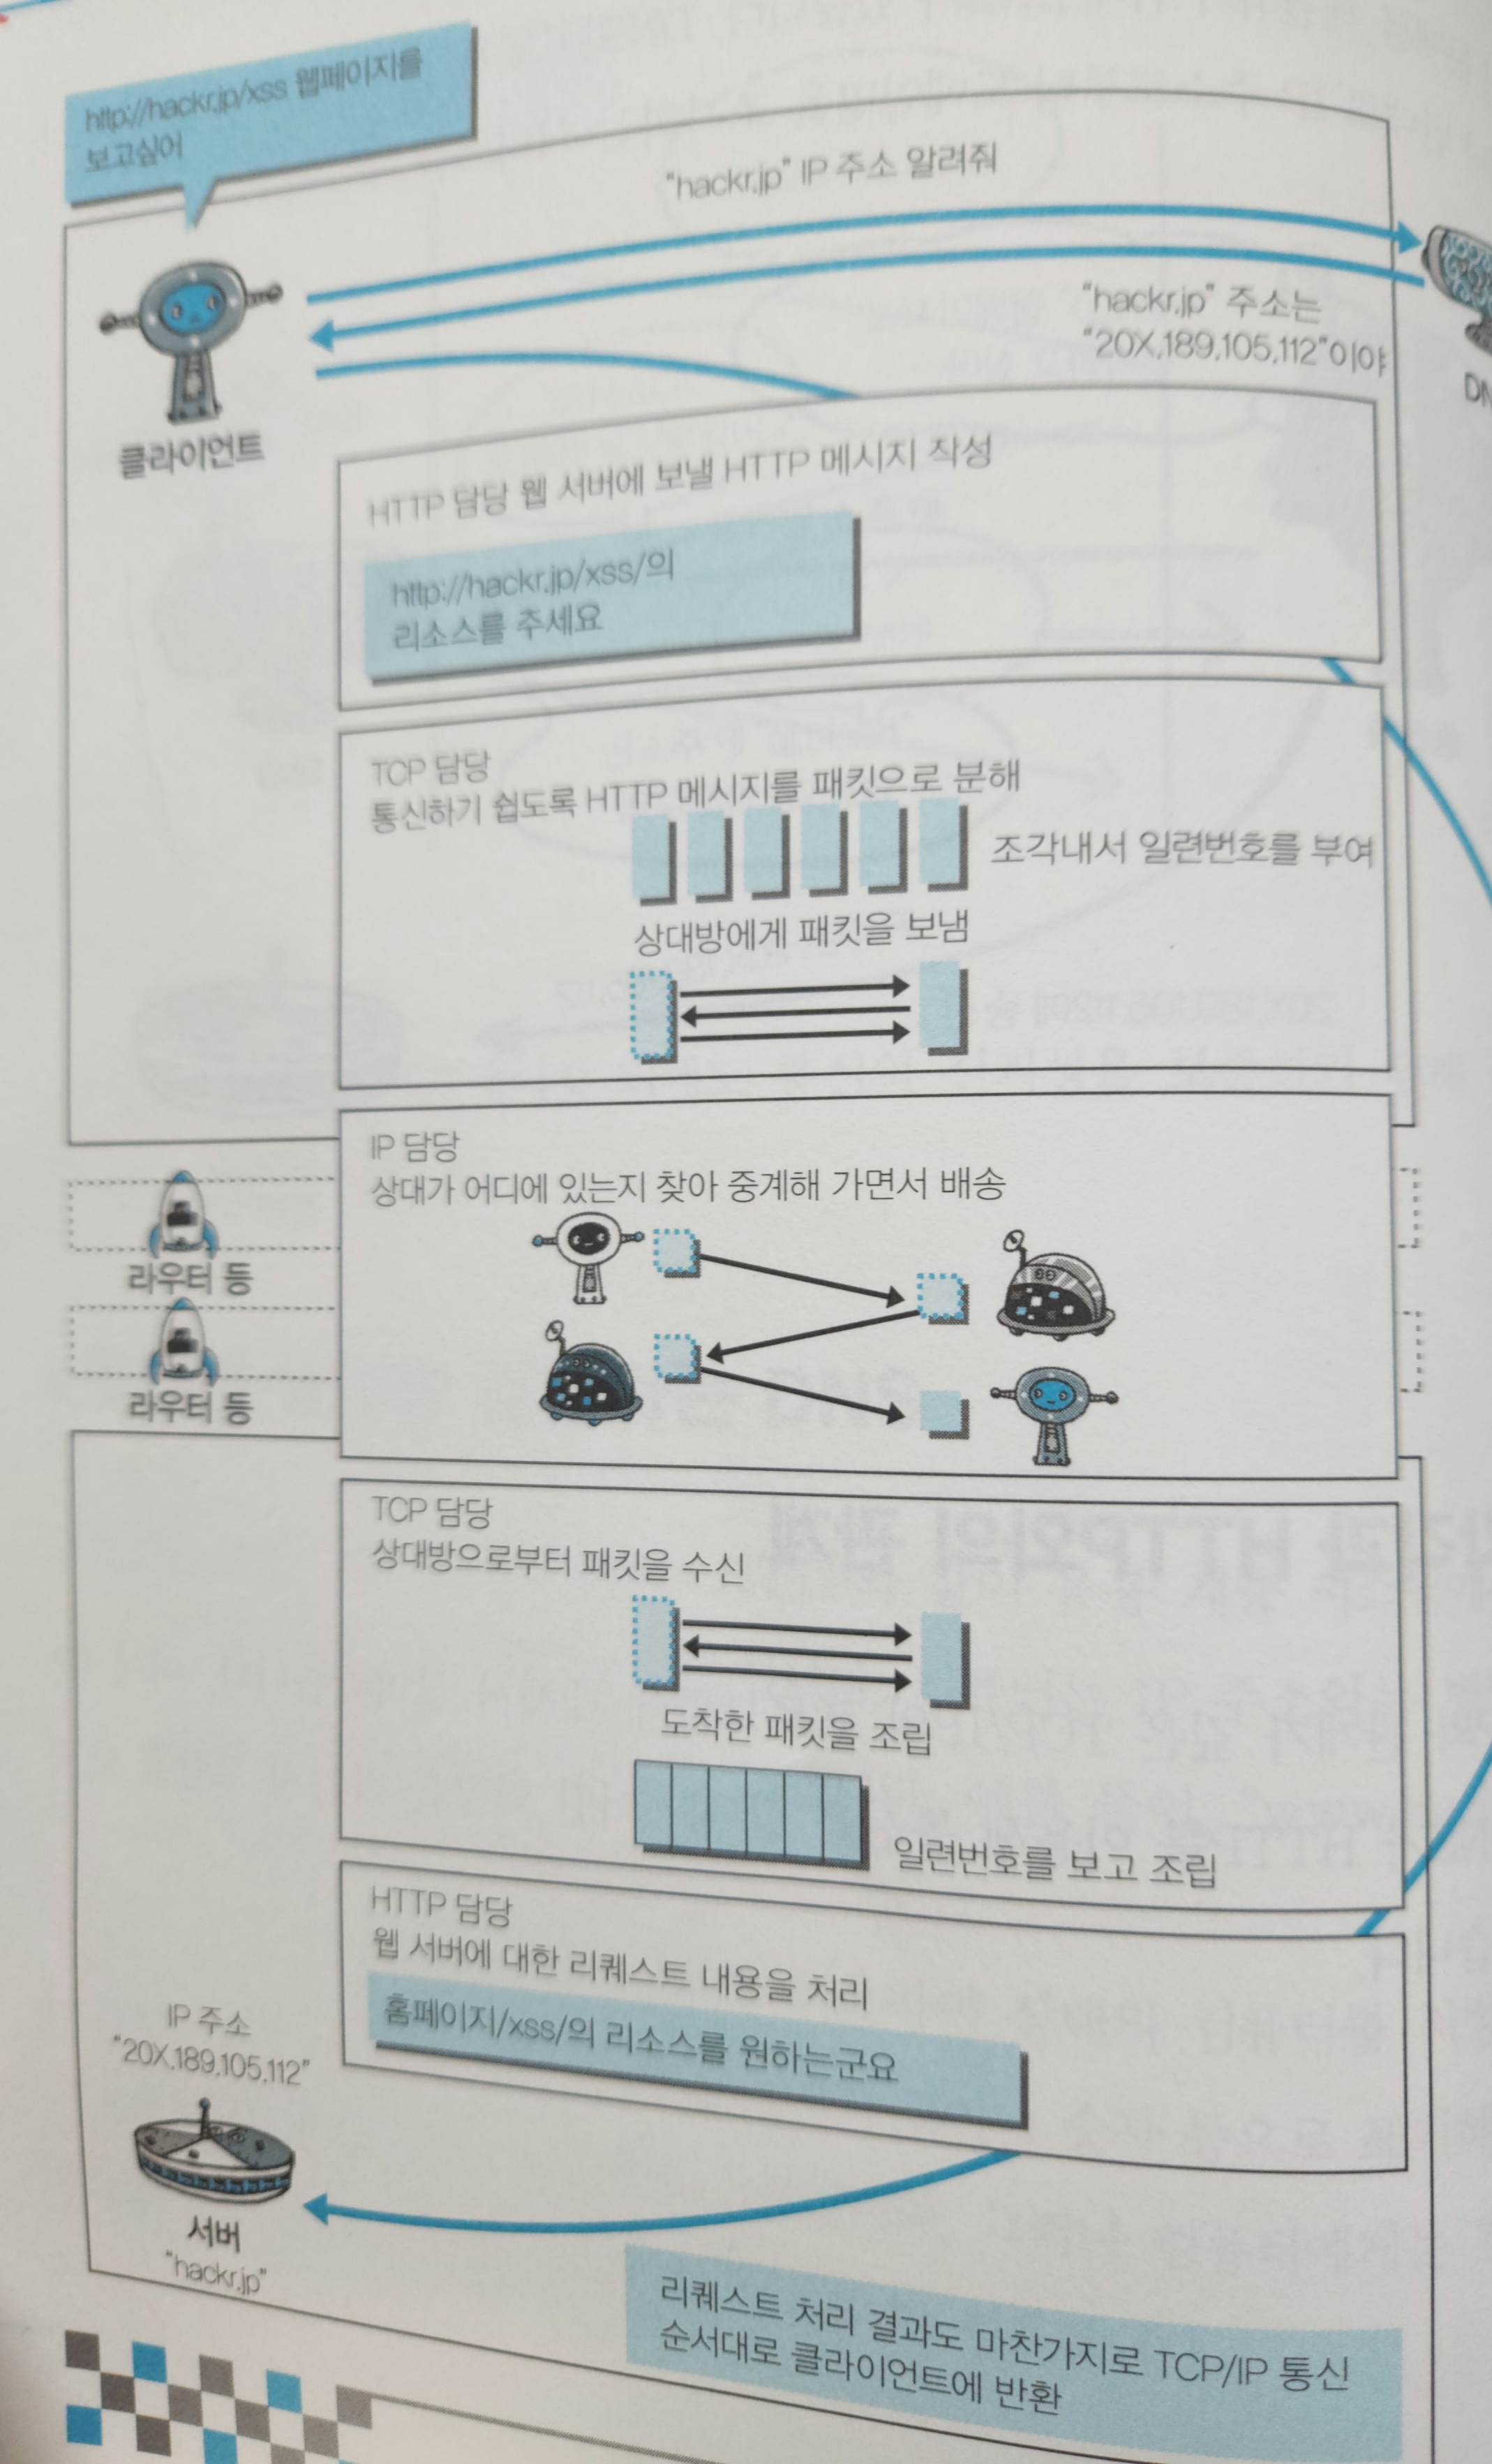 http://hackr.jp/xss 웹페이지를
보고싶어
"hackr.jp" IP 주소 알려줘
"hackr.jp" 주소는
"20X.189.105.112"이야
클라이언트
HTTP 담당 웹 서버에 보낼 HTTP 메시지 작성
http://hackr.jp/xss/의
리소스를 주세요
TCP 담당
통신하기 쉽도록 HTTP 메시지를 패킷으로 분해
조각내서 일련번호를 부여
상대방에게 패킷을 보냄
IP 담당
상대가 어디에 있는지 찾아 중계해 가면서 배송
라우터 등
라우터 등
TCP 담당
상대방으로부터 패킷을 수신
도착한 패킷을 조립
일련번호를 보고 조립
HTTP 담당
웹 서버에 대한 리퀘스트 내용을 처리
홈페이지/xss/의 리소스를 원하는군요
IP 주소
"20X.189.105.112"
서버
"hackr.jp"
리퀘스트 처리 결과도 마찬가지로 TCP/IP 통신
순서대로 클라이언트에 반환